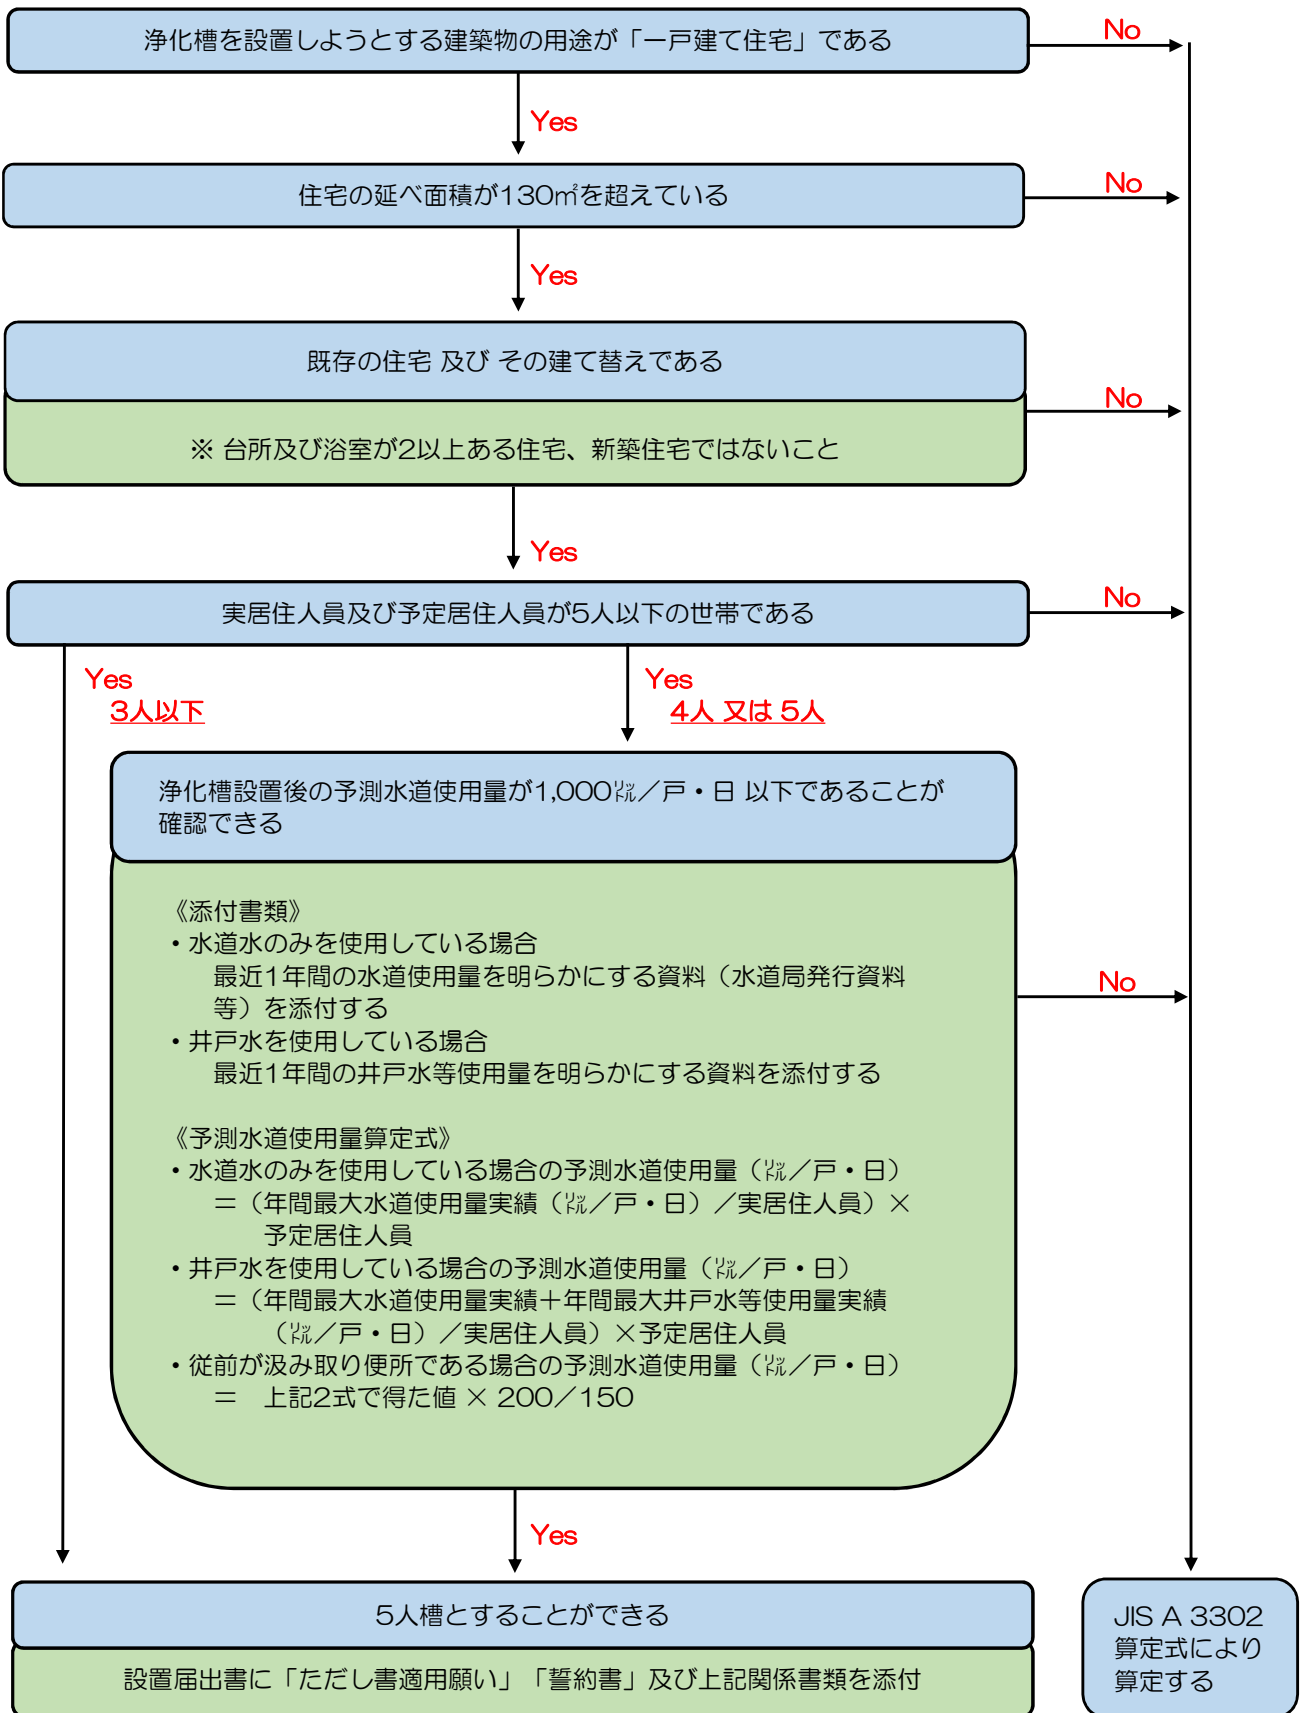 浄化槽を設置しようとする建築物の用途が「一戸建て住宅」である
No
Yes
住宅の延べ面積が130㎡を超えている
No
Yes
既存の住宅 及び その建て替えである
※ 台所及び浴室が2以上ある住宅、新築住宅ではないこと
No
Yes
実居住人員及び予定居住人員が5人以下の世帯である
No
Yes
3人以下
Yes
4人 又は 5人
浄化槽設置後の予測水道使用量が1,000㍑／戸・日 以下であることが
確認できる
《添付書類》
・水道水のみを使用している場合
最近1年間の水道使用量を明らかにする資料（水道局発行資料
等）を添付する
・井戸水を使用している場合
最近1年間の井戸水等使用量を明らかにする資料を添付する
No
《予測水道使用量算定式》
・水道水のみを使用している場合の予測水道使用量（㍑／戸・日）
＝（年間最大水道使用量実績（㍑／戸・日）／実居住人員）×
予定居住人員
・井戸水を使用している場合の予測水道使用量（㍑／戸・日）
＝（年間最大水道使用量実績＋年間最大井戸水等使用量実績
（㍑／戸・日）／実居住人員）×予定居住人員
・従前が汲み取り便所である場合の予測水道使用量（㍑／戸・日）
＝ 上記2式で得た値 × 200／150
Yes
5人槽とすることができる
設置届出書に「ただし書適用願い」「誓約書」及び上記関係書類を添付
JIS A 3302
算定式により
算定する